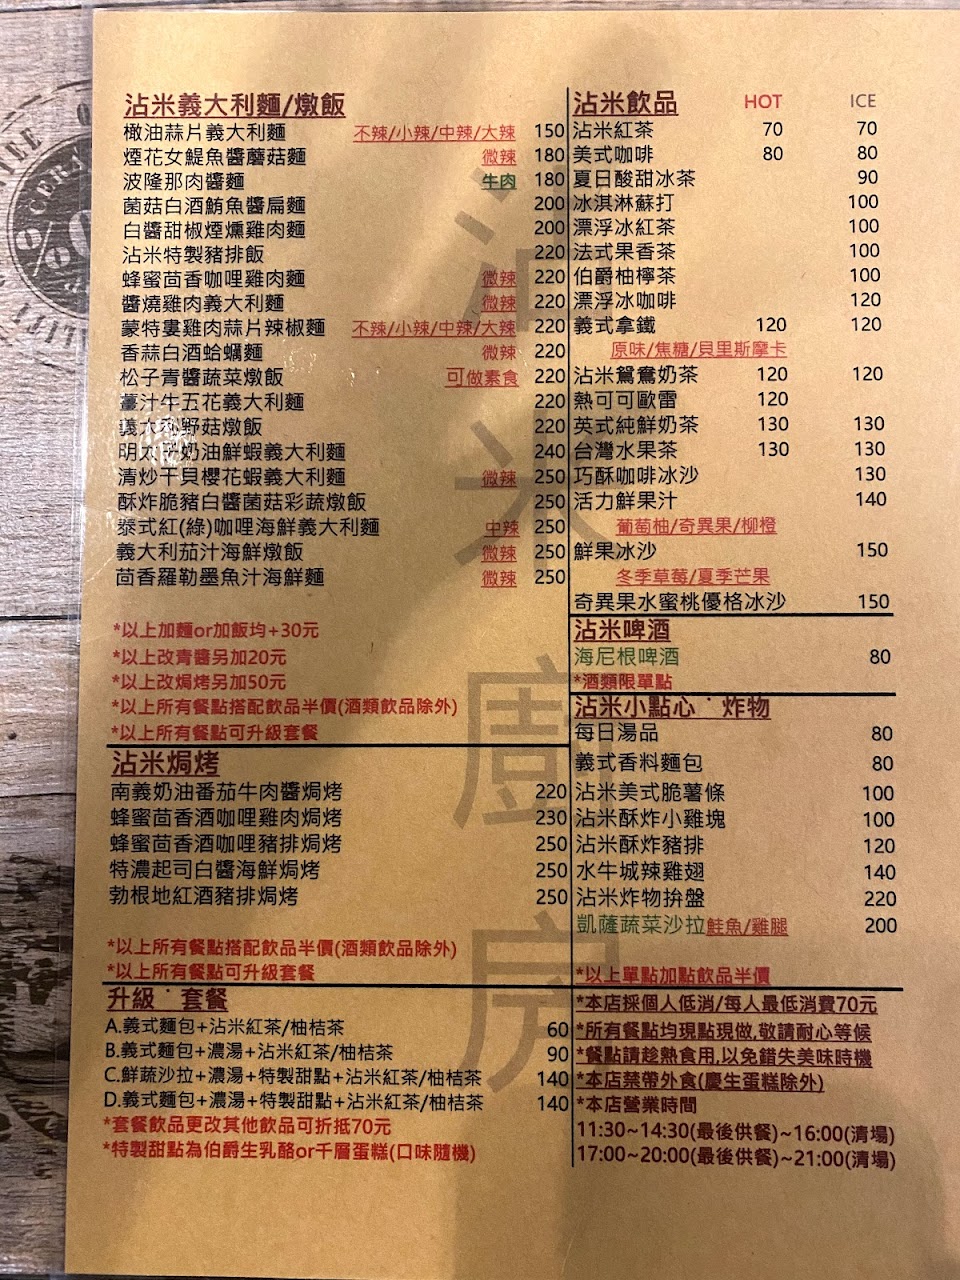 沾米義大利麵/燉飯
橄油蒜片義大利麵 不辣/小辣/中辣/大辣 150
煙花女鯷魚醬蘑菇麵 微辣 180
波隆那肉醬麵 牛肉 180
菌菇白酒鮪魚醬扁麵 200
白醬甜椒煙燻雞肉麵 200
沾米特製豬排飯 220
蜂蜜茴香咖哩雞肉麵 微辣 220
醬燒雞肉義大利麵 微辣 220
蒙特婁雞肉蒜片辣椒麵 不辣/小辣/中辣/大辣 220
香蒜白酒蛤蠣麵 微辣 220
松子青醬蔬菜燉飯 可做素食 220
薑汁牛五花義大利麵 220
義大利野菇燉飯 220
明太子奶油鮮蝦義大利麵 240
清炒干貝櫻花蝦義大利麵 微辣 250
酥炸脆豬白醬菌菇彩蔬燉飯 250
泰式紅(綠)咖哩海鮮義大利麵 中辣 250
義大利茄汁海鮮燉飯 微辣 250
茴香羅勒墨魚汁海鮮麵 微辣 250
*以上加麵or加飯均+30元
*以上改青醬另加20元
*以上改焗烤另加50元
*以上所有餐點搭配飲品半價(酒類飲品除外)
*以上所有餐點可升級套餐
沾米焗烤
南義奶油番茄牛肉醬焗烤 220
蜂蜜茴香酒咖哩雞肉焗烤 230
蜂蜜茴香酒咖哩豬排焗烤 250
特濃起司白醬海鮮焗烤 250
勃根地紅酒豬排焗烤 250
*以上所有餐點搭配飲品半價(酒類飲品除外)
*以上所有餐點可升級套餐
升級˙套餐
A.義式麵包+沾米紅茶/柚桔茶 60
B.義式麵包+濃湯+沾米紅茶/柚桔茶 90
C.鮮蔬沙拉+濃湯+特製甜點+沾米紅茶/柚桔茶 140
D.義式麵包+濃湯+特製甜點+沾米紅茶/柚桔茶 140
*套餐飲品更改其他飲品可折抵70元
*特製甜點為伯爵生乳酪or千層蛋糕(口味隨機)
沾米飲品 HOT ICE
沾米紅茶 70 70
美式咖啡 80 80
夏日酸甜冰茶 90
冰淇淋蘇打 100
漂浮冰紅茶 100
法式果香茶 100
伯爵柚檸茶 100
漂浮冰咖啡 120
義式拿鐵 120 120
原味/焦糖/貝里斯摩卡
沾米鴛鴦奶茶 120 120
熱可可歐雷 120
英式純鮮奶茶 130 130
台灣水果茶 130 130
巧酥咖啡冰沙 130
活力鮮果汁 140
葡萄柚/奇異果/柳橙
鮮果冰沙 150
冬季草莓/夏季芒果
奇異果水蜜桃優格冰沙 150
沾米啤酒
海尼根啤酒 80
*酒類限單點
沾米小點心˙炸物
每日湯品 80
義式香料麵包 80
沾米美式脆薯條 100
沾米酥炸小雞塊 100
沾米酥炸豬排 120
水牛城辣雞翅 140
沾米炸物拚盤 220
凱薩蔬菜沙拉鮭魚/雞腿 200
*以上單點加點飲品半價
*本店採個人低消/每人最低消費70元
*所有餐點均現點現做,敬請耐心等候
*餐點請趁熱食用,以免錯失美味時機
*本店禁帶外食(慶生蛋糕除外)
*本店營業時間
11:30~14:30(最後供餐)~16:00(清場)
17:00~20:00(最後供餐)~21:00(清場)